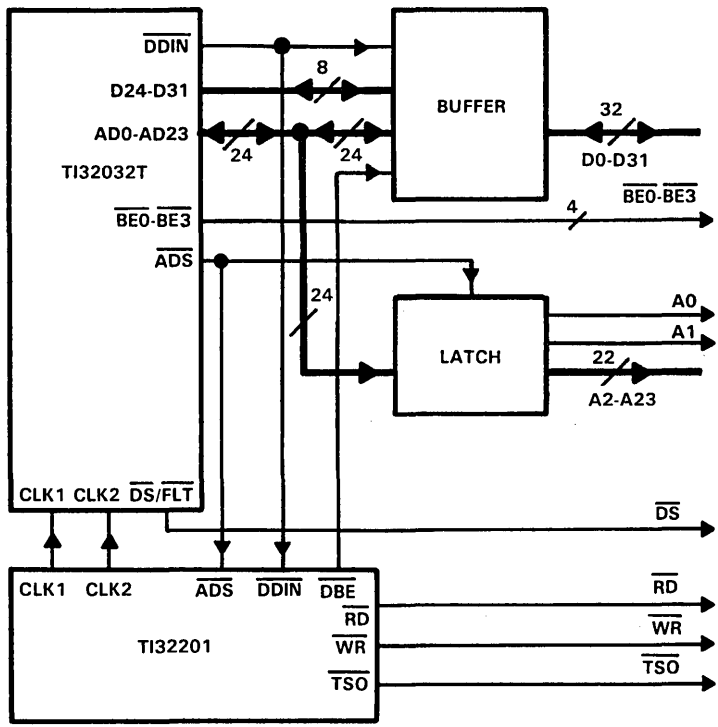 DDIN
8
D24-D31
BUFFER
32
AD0-AD23
24
24
D0-D31
TI32032T
BE0-BE3
4
BE0-BE3
ADS
24
A0
A1
LATCH
22
A2-A23
CLK1 CLK2 DS/FLT
DS
CLK1 CLK2 ADS DDIN DBE
RD
RD
TI32201
WR
WR
TSO
TSO